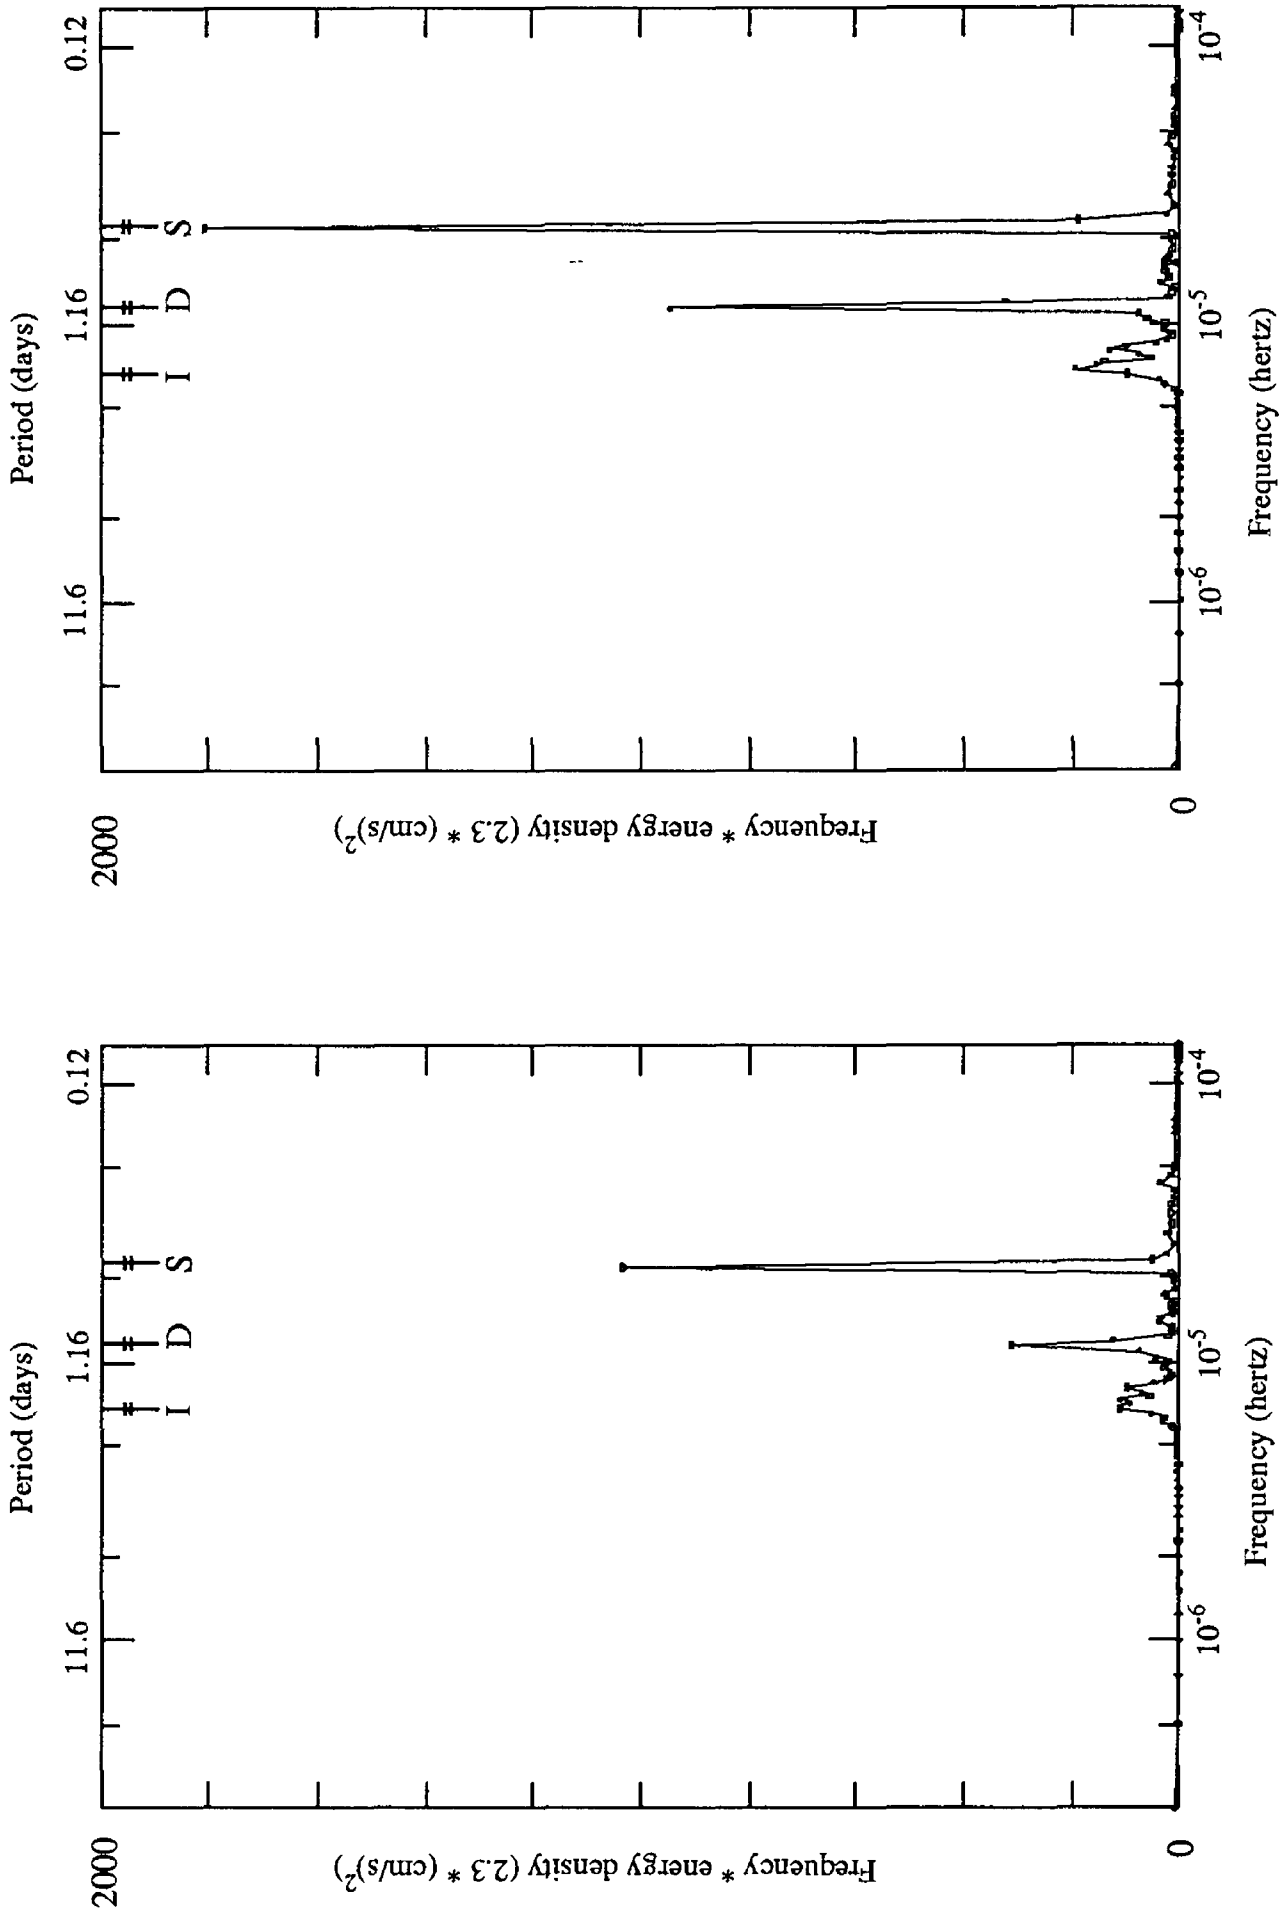 Period (days)
11.6
1.16
0.12
I
D
S
2000
Frequency * energy density (2.3 * (cm/s)²)
0
10⁻⁶
10⁻⁵
10⁻⁴
Frequency (hertz)
Period (days)
11.6
1.16
0.12
I
D
S
2000
Frequency * energy density (2.3 * (cm/s)²)
0
10⁻⁶
10⁻⁵
10⁻⁴
Frequency (hertz)